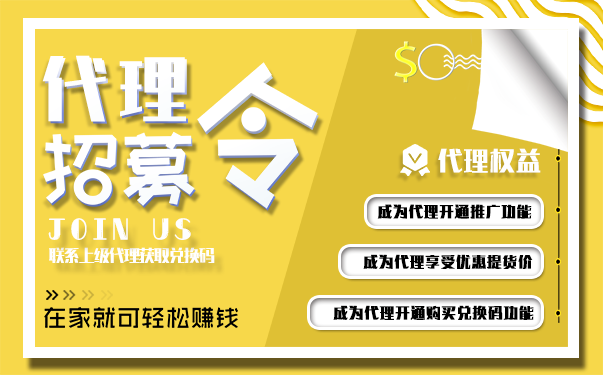 代理
招募令
JOIN US
联系上级代理获取兑换码
在家就可轻松赚钱
$
代理权益
成为代理开通推广功能
成为代理享受优惠提货价
成为代理开通购买兑换码功能